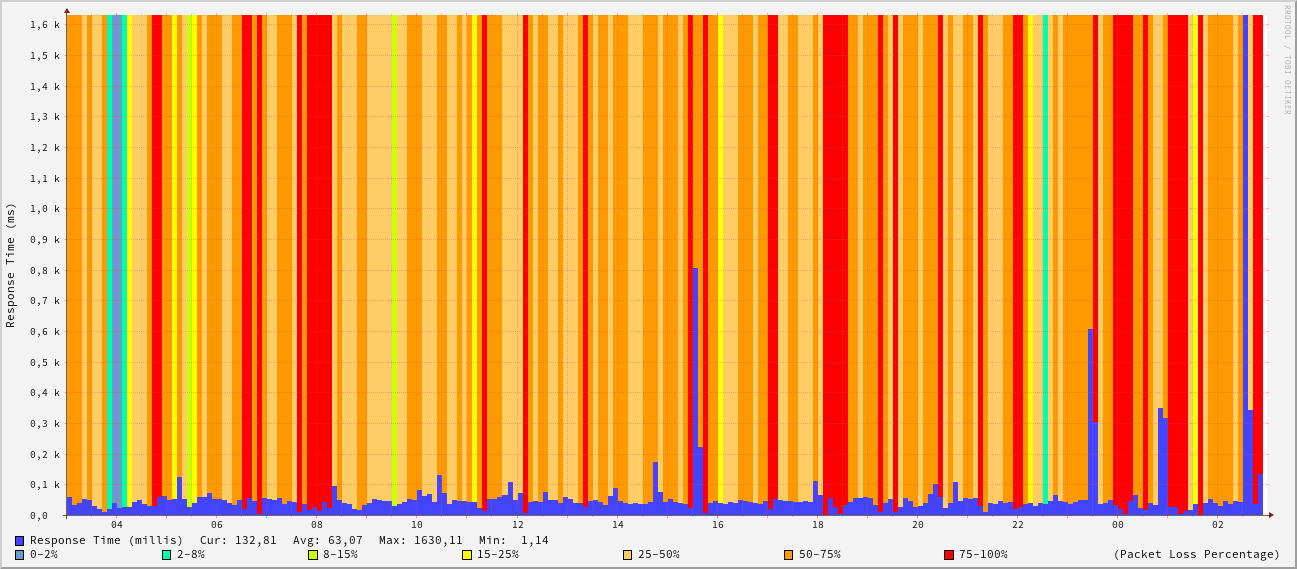 RRDTOOL / TOBI OETIKER
Response Time (ms)
1,6 k
1,5 k
1,4 k
1,3 k
1,2 k
1,1 k
1,0 k
0,9 k
0,8 k
0,7 k
0,6 k
0,5 k
0,4 k
0,3 k
0,2 k
0,1 k
0,0
04 06 08 10 12 14 16 18 20 22 00 02
Response Time (millis) Cur: 132,81 Avg: 63,07 Max: 1630,11 Min: 1,14
0-2% 2-8% 8-15% 15-25% 25-50% 50-75% 75-100% (Packet Loss Percentage)